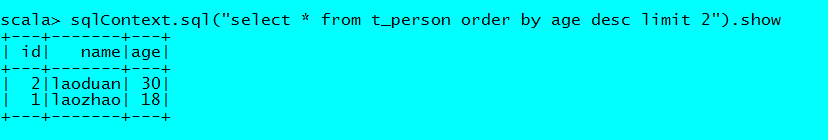 scala> sqlContext.sql("select * from t_person order by age desc limit 2").show
+---+-------+---+
| id|   name|age|
+---+-------+---+
|  2|laoduan| 30|
|  1|laozhao| 18|
+---+-------+---+